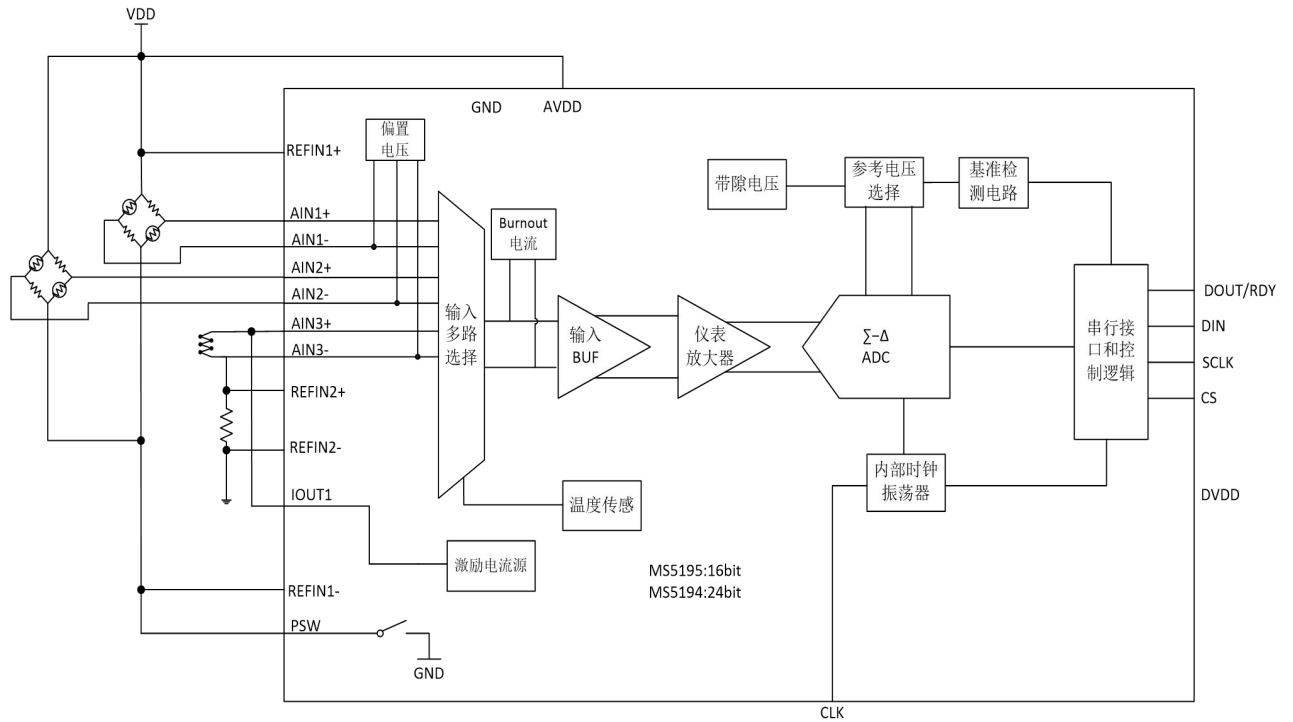 VDD
GND
AVDD
REFIN1+
偏置
电压
带隙电压
参考电压
选择
基准检
测电路
AIN1+
AIN1-
AIN2+
AIN2-
AIN3+
AIN3-
REFIN2+
REFIN2-
IOUT1
Burnout
电流
输入
多路
选择
输入
BUF
仪表
放大器
∑-Δ
ADC
串行接
口和控
制逻辑
DOUT/RDY
DIN
SCLK
CS
内部时钟
振荡器
DVDD
温度传感
激励电流源
MS5195:16bit
MS5194:24bit
REFIN1-
PSW
GND
CLK